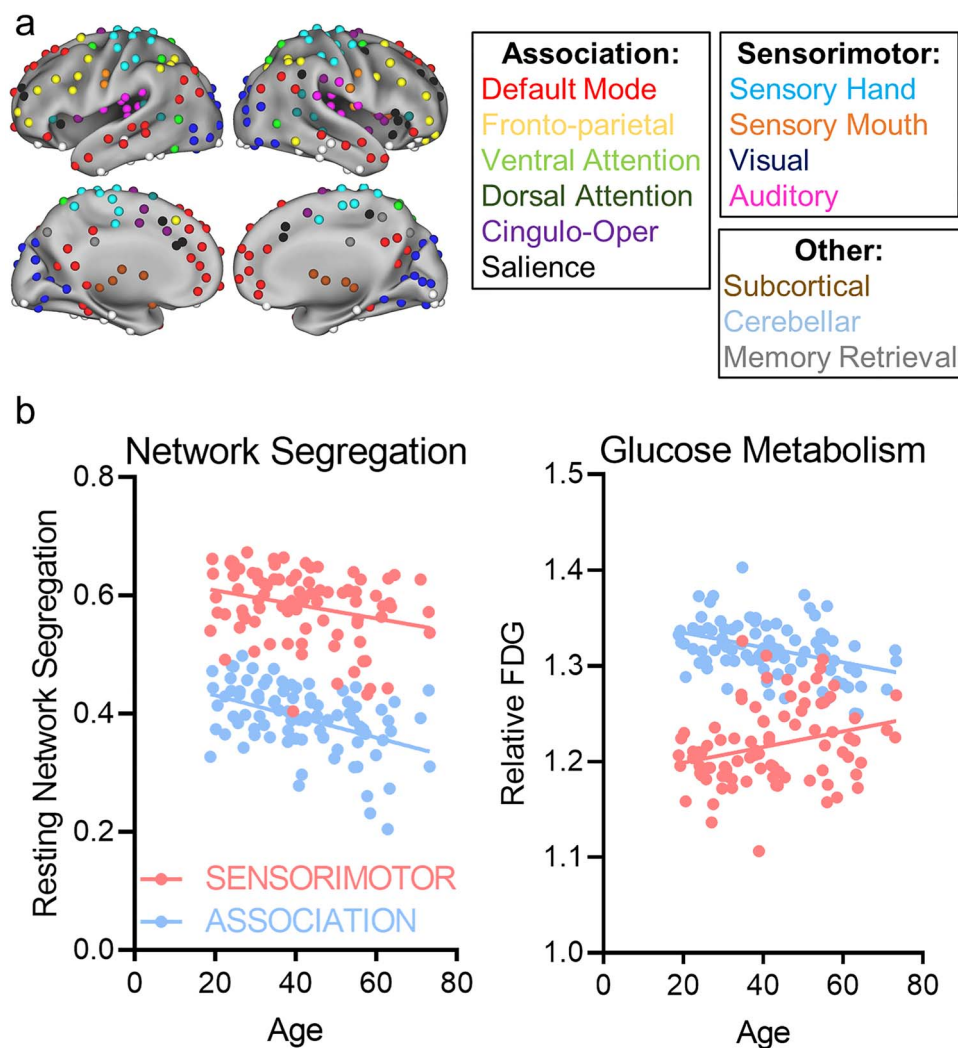 a
Association:
Default Mode
Fronto-parietal
Ventral Attention
Dorsal Attention
Cingulo-Oper
Salience
Sensorimotor:
Sensory Hand
Sensory Mouth
Visual
Auditory
Other:
Subcortical
Cerebellar
Memory Retrieval
b
Network Segregation
Resting Network Segregation
0.8
0.6
0.4
0.2
0.0
SENSORIMOTOR
ASSOCIATION
20 40 60 80
Age
Glucose Metabolism
Relative FDG
1.5
1.4
1.3
1.2
1.1
1.0
20 40 60 80
Age